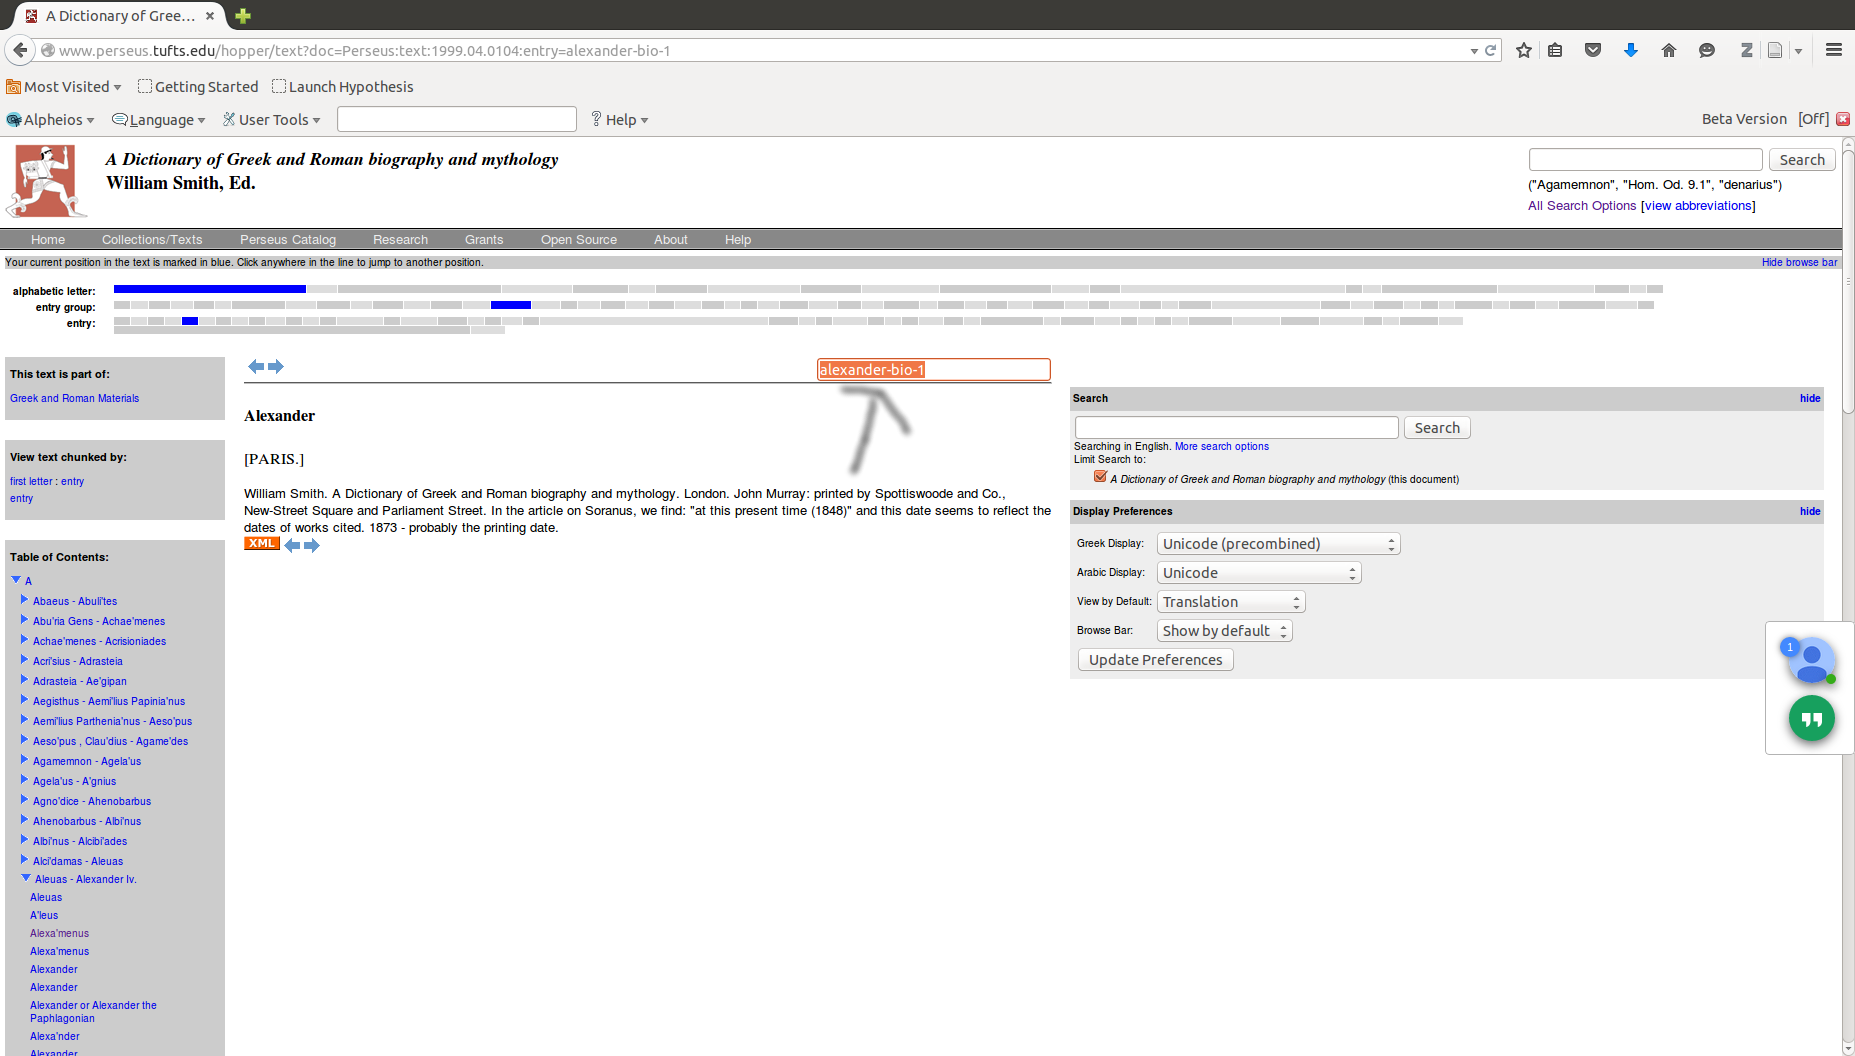 A Dictionary of Gree...
www.perseus.tufts.edu/hopper/text?doc=Perseus:text:1999.04.0104:entry=alexander-bio-1
Most Visited
Getting Started
Launch Hypothesis
Alpheios
Language
User Tools
Help
Beta Version [Off]
A Dictionary of Greek and Roman biography and mythology
William Smith, Ed.
Search
("Agamemnon", "Hom. Od. 9.1", "denarius")
All Search Options [view abbreviations]
Home
Collections/Texts
Perseus Catalog
Research
Grants
Open Source
About
Help
Your current position in the text is marked in blue. Click anywhere in the line to jump to another position.
Hide browse bar
alphabetic letter:
entry group:
entry:
This text is part of:
Greek and Roman Materials
View text chunked by:
first letter : entry
entry
Table of Contents:
A
Abaeus - Abuli'tes
Abu'ria Gens - Achae'menes
Achae'menes - Acrisioniades
Acri'sius - Adrasteia
Adrasteia - Ae'gipan
Aegisthus - Aemi'lius Papinia'nus
Aemi'lius Parthenia'nus - Aeso'pus
Aeso'pus , Clau'dius - Agame'des
Agamemnon - Agela'us
Agela'us - A'gnius
Agno'dice - Ahenobarbus
Ahenobarbus - Albi'nus
Albi'nus - Alcibi'ades
Alci'damas - Aleuas
Aleuas - Alexander Iv.
Aleuas
A'leus
Alexa'menus
Alexa'menus
Alexander
Alexander
Alexander or Alexander the
Paphlagonian
Alexa'nder
Alexander
alexander-bio-1
Alexander
[PARIS.]
William Smith. A Dictionary of Greek and Roman biography and mythology. London. John Murray: printed by Spottiswoode and Co.,
New-Street Square and Parliament Street. In the article on Soranus, we find: "at this present time (1848)" and this date seems to reflect the
dates of works cited. 1873 - probably the printing date.
XML
Search
hide
Search
Searching in English. More search options
Limit Search to:
A Dictionary of Greek and Roman biography and mythology (this document)
Display Preferences
hide
Greek Display: Unicode (precombined)
Arabic Display: Unicode
View by Default: Translation
Browse Bar: Show by default
Update Preferences
1